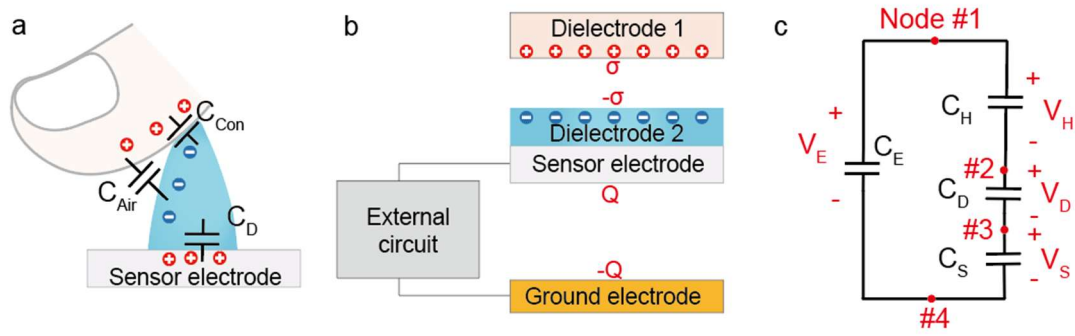 a
C Con
C Air
C D
Sensor electrode
b
Dielectrode 1
+ + + + + + +
σ
-σ
- - - - - - -
Dielectrode 2
Sensor electrode
Q
External
circuit
-Q
Ground electrode
c
Node #1
+
V E
-
C E
C H
+
V H
-
#2
C D
+
V D
-
#3
C S
+
V S
-
#4